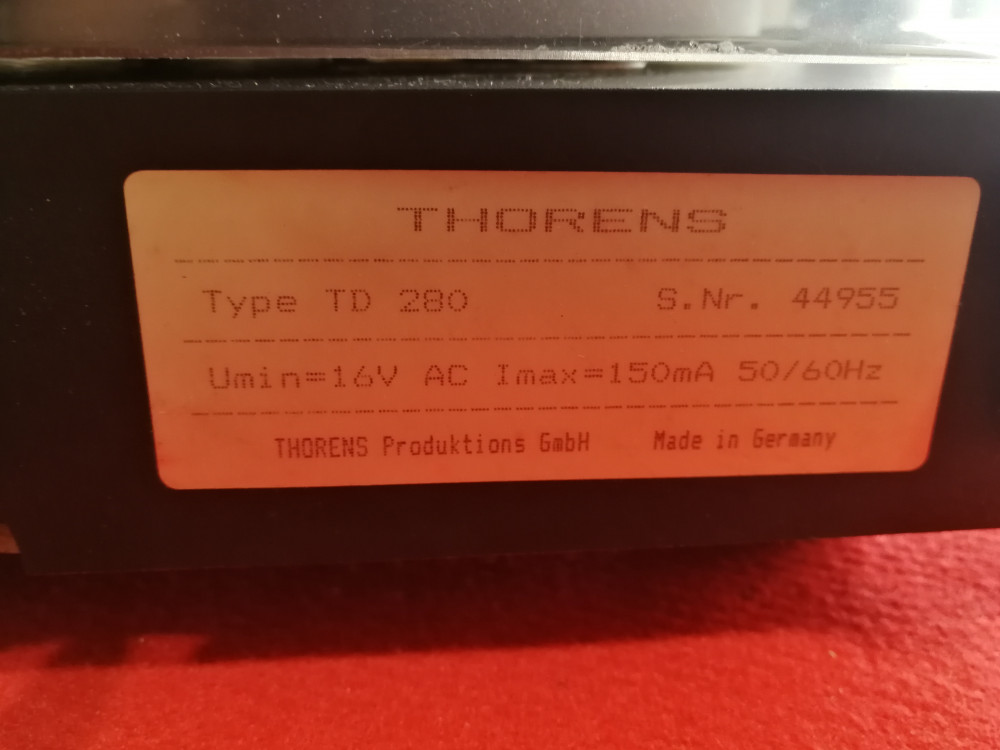 THORENS
Type TD 280 S.Nr. 44955
Umin=16V AC Imax=150mA 50/60Hz
THORENS Produktions GmbH Made in Germany